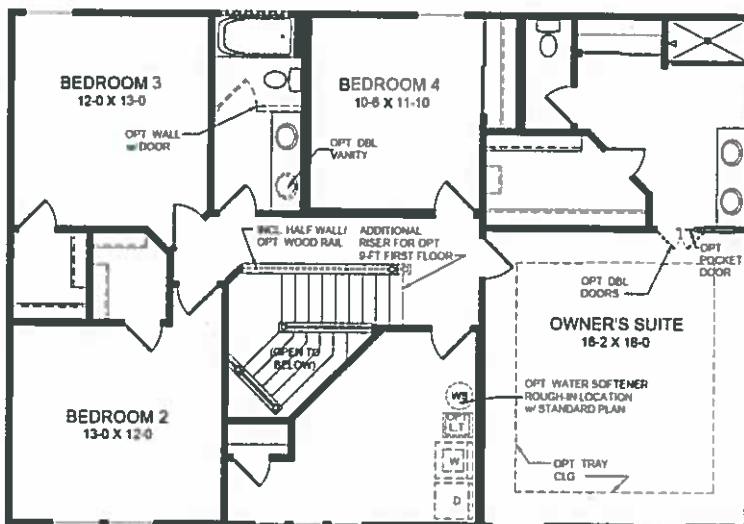 BEDROOM 3
12-0 X 13-0
OPT WALL
w/DOOR
BEDROOM 4
10-6 X 11-10
OPT DBL
VANITY
INCL HALF WALL/
OPT WOOD RAIL
ADDITIONAL
RISER FOR OPT
9-FT FIRST FLOOR
OPT
POCKET
DOOR
OPT DBL
DOORS
OWNER'S SUITE
16-2 X 18-0
(OPEN TO
BELOW)
BEDROOM 2
13-0 X 12-0
WS
OPT WATER SOFTENER
ROUGH-IN LOCATION
w/ STANDARD PLAN
OPT
L.T
W
D
OPT TRAY
CLG